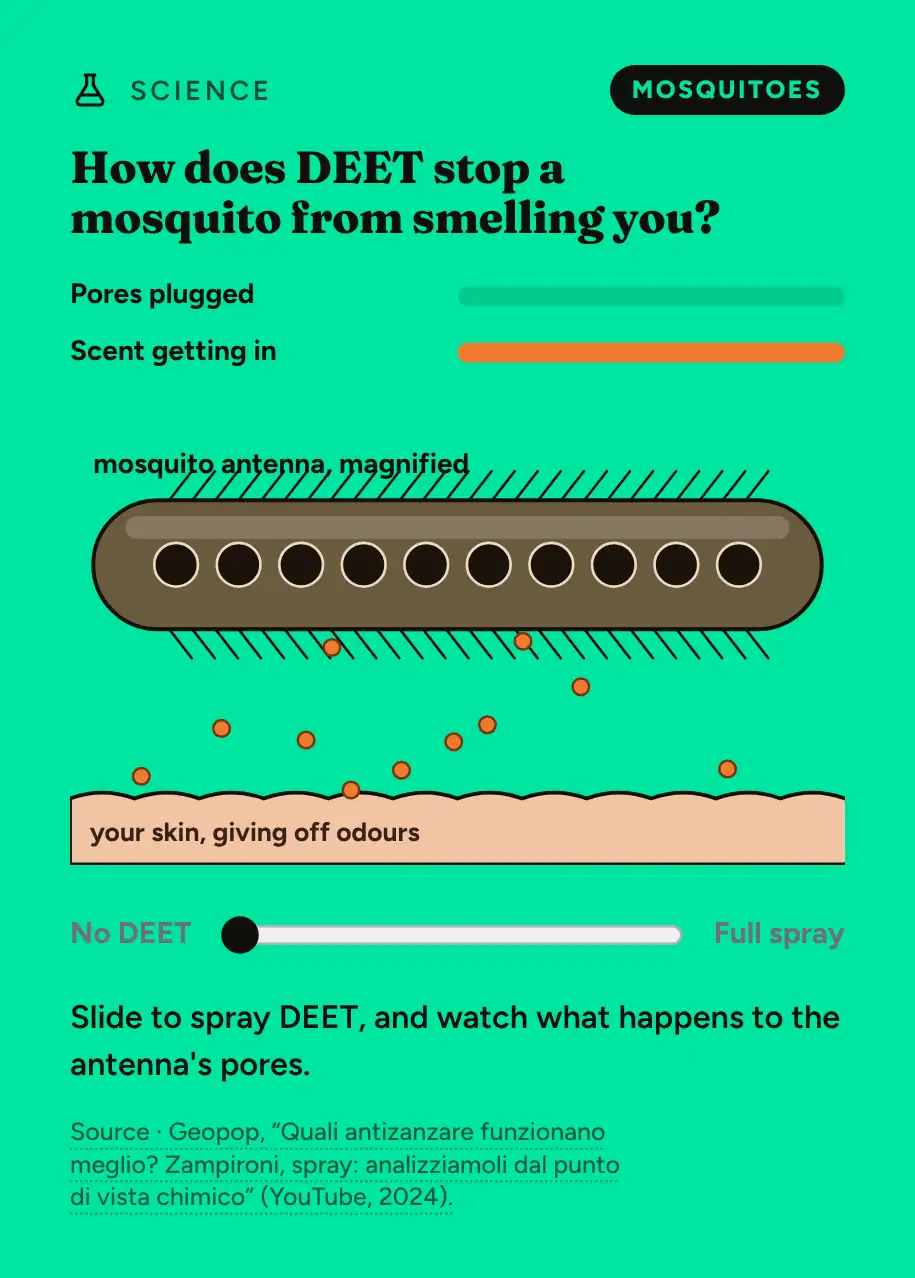 SCIENCE
MOSQUITOES
How does DEET stop a
mosquito from smelling you?
Pores plugged
Scent getting in
mosquito antenna, magnified
your skin, giving off odours
No DEET
Full spray
Slide to spray DEET, and watch what happens to the
antenna's pores.
Source · Geopop, “Quali antizanzare funzionano
meglio? Zampironi, spray: analizziamoli dal punto
di vista chimico” (YouTube, 2024).